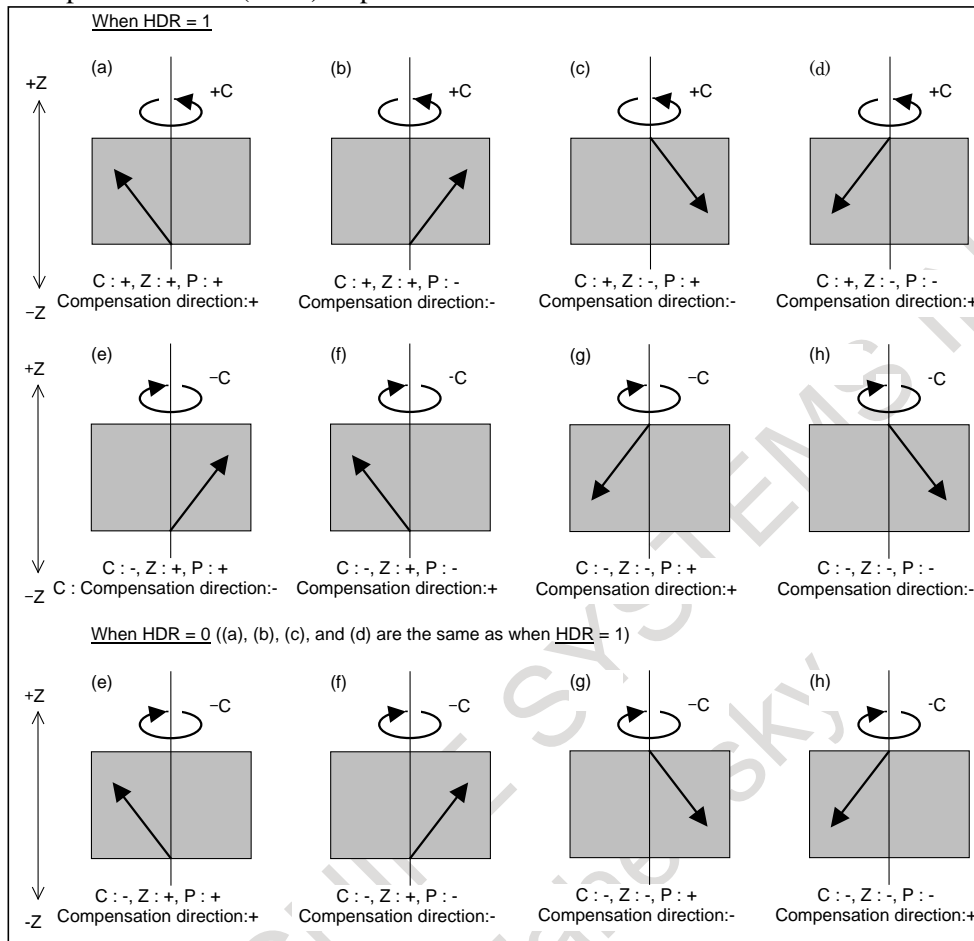 When HDR = 1
(a) (b) (c) (d)
+Z
+C +C +C +C
C : +, Z : +, P : + C : +, Z : +, P : - C : +, Z : -, P : + C : +, Z : -, P : -
−Z
Compensation direction:+ Compensation direction:- Compensation direction:- Compensation direction:+
(e) (f) (g) (h)
+Z
−C -C −C -C
C : -, Z : +, P : + C : -, Z : +, P : - C : -, Z : -, P : + C : -, Z : -, P : -
−Z
C : Compensation direction:- Compensation direction:+ Compensation direction:+ Compensation direction:-
When HDR = 0 ((a), (b), (c), and (d) are the same as when HDR = 1)
(e) (f) (g) (h)
+Z
−C −C −C -C
C : -, Z : +, P : + C : -, Z : +, P : - C : -, Z : -, P : + C : -, Z : -, P : -
Compensation direction:+ Compensation direction:- Compensation direction:- Compensation direction:+
-Z
SYSTEMS